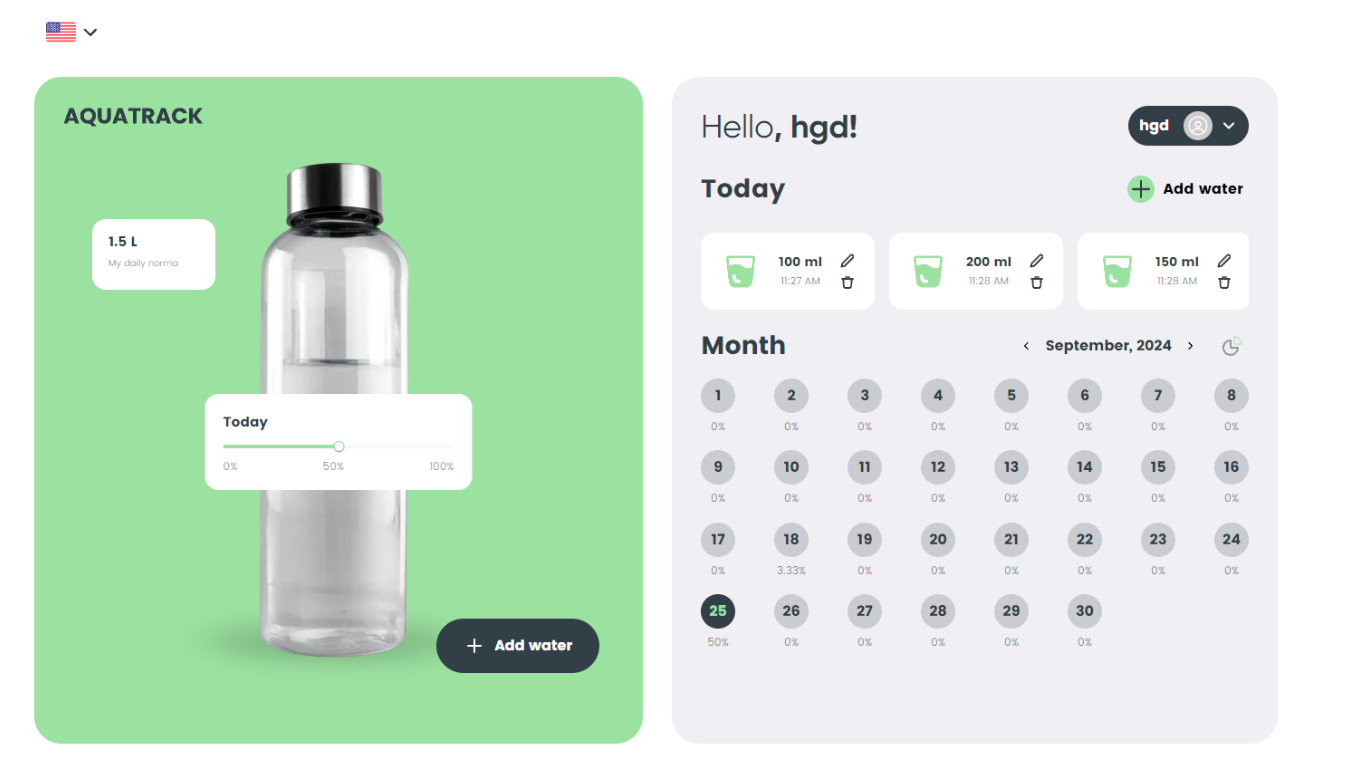 AQUATRACK
1.5 L
My daily norma
Today
0% 50% 100%
+ Add water
Hello, hgd!
hgd
Today
+ Add water
100 ml
11:27 AM
200 ml
11:28 AM
150 ml
11:28 AM
Month
< September, 2024 >
1 2 3 4 5 6 7 8
0% 0% 0% 0% 0% 0% 0% 0%
9 10 11 12 13 14 15 16
0% 0% 0% 0% 0% 0% 0% 0%
17 18 19 20 21 22 23 24
0% 3.33% 0% 0% 0% 0% 0% 0%
25 26 27 28 29 30
50% 0% 0% 0% 0% 0%